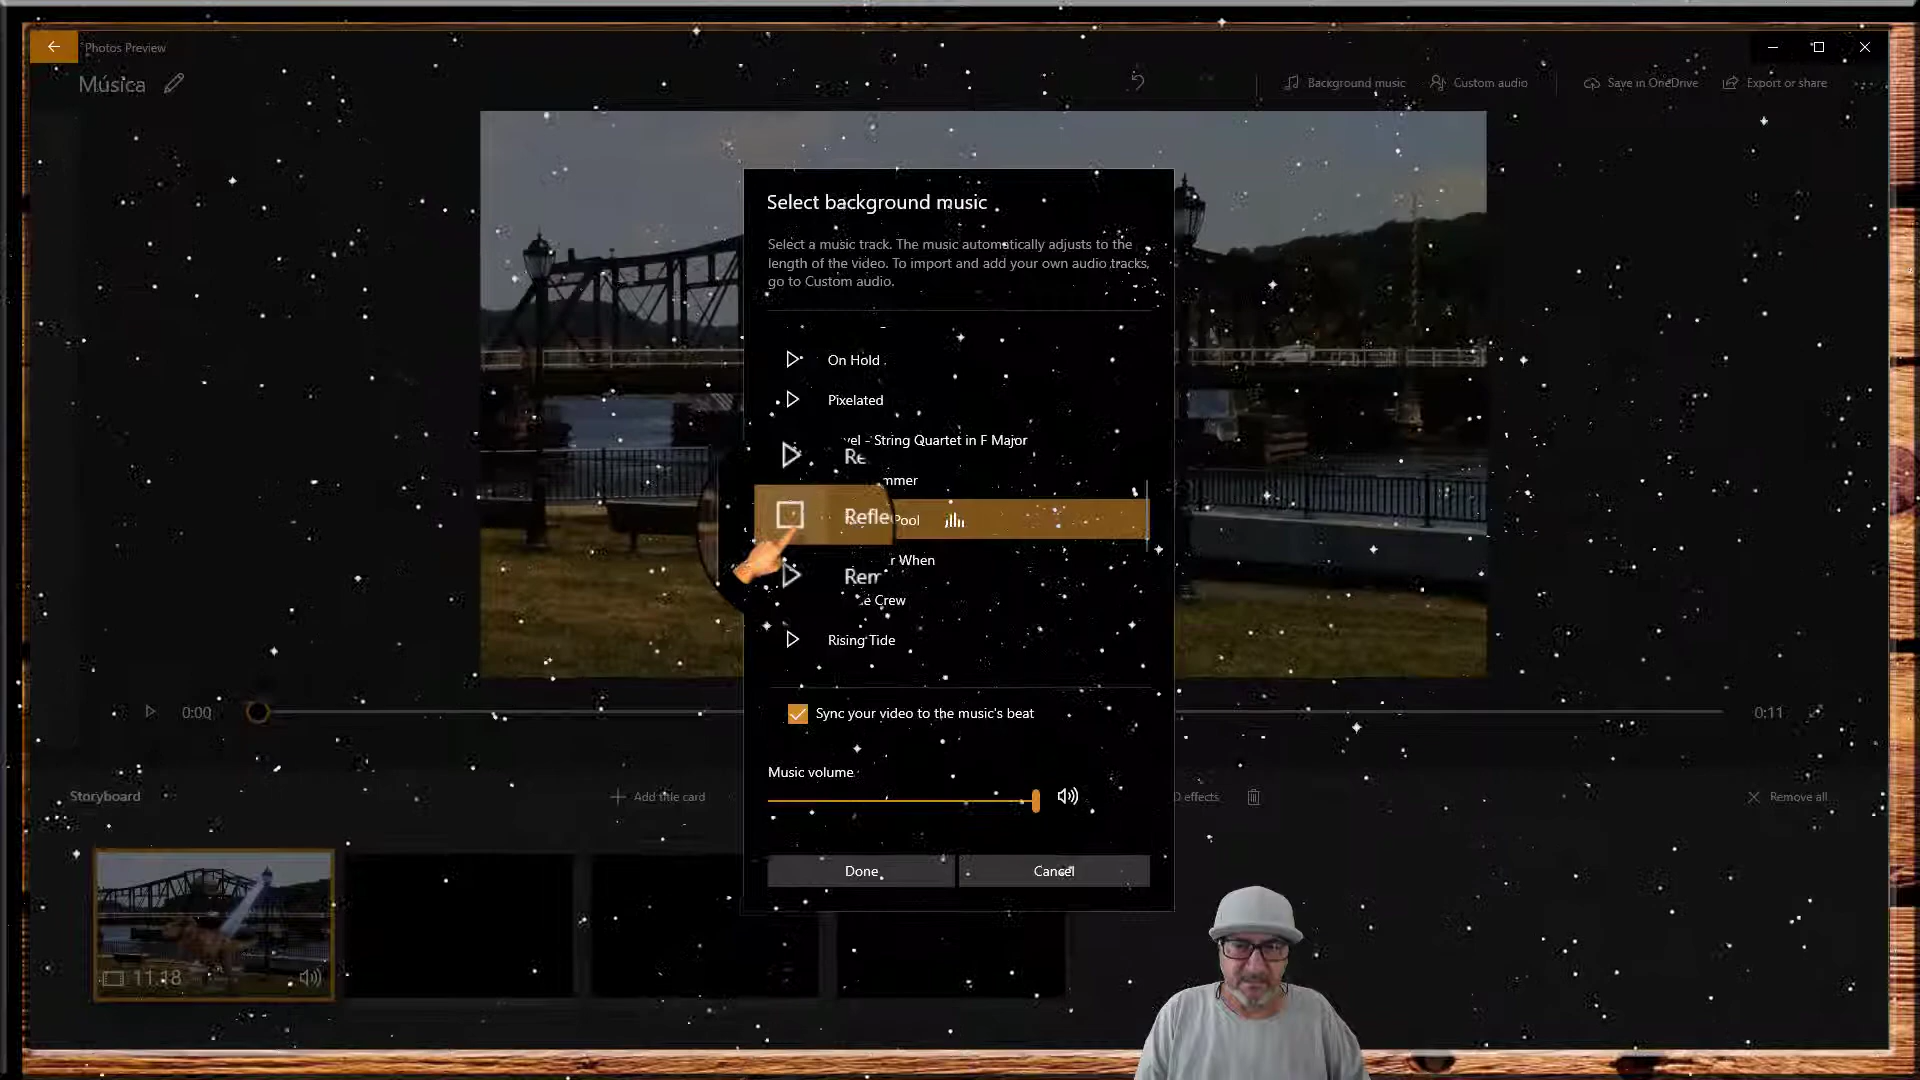 Photos Preview
Música
Background music
Custom audio
Save in OneDrive
Export or share
Select background music
Select a music track. The music automatically adjusts to the
length of the video. To import and add your own audio tracks,
go to Custom audio.
On Hold
Pixelated
vel - String Quartet in F Major
Re
mmer
Refle Pool
r When
Rem
e Crew
Rising Tide
0:00
0:11
Sync your video to the music's beat
Music volume
Storyboard
Add title card
D effects
Remove all
Done
Cancel
11.18